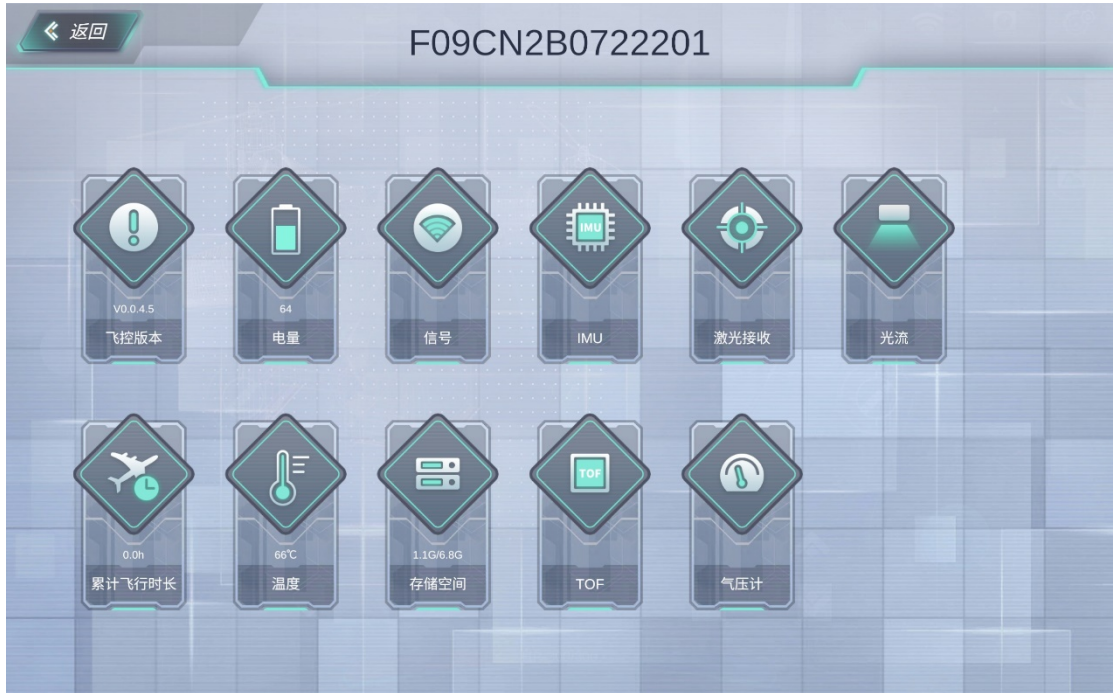 返回
F09CN2B0722201
V0.0.4.5
飞控版本
64
电量
信号
IMU
IMU
激光接收
光流
0.0h
累计飞行时长
66℃
温度
1.1G/6.8G
存储空间
TOF
TOF
气压计